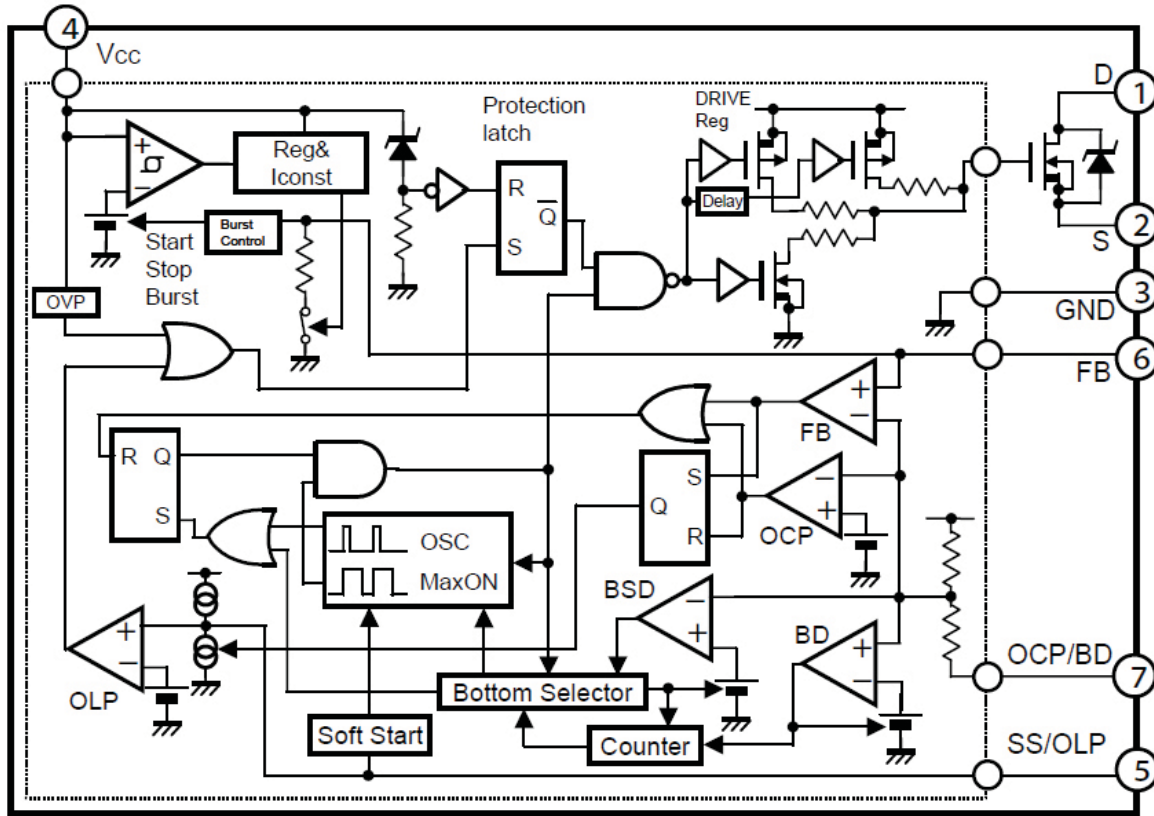 4
Vcc
D
1
Protection
latch
DRIVE
Reg
+
−
Reg&
Iconst
R
Q
S
Delay
2
S
Burst
Control
Start
Stop
Burst
OVP
3
GND
6
FB
+
−
FB
R Q
S
S
Q
R
−
+
OCP
OSC
MaxON
BSD
−
+
BD
+
−
+
−
OLP
OCP/BD
7
Bottom Selector
Soft Start
Counter
SS/OLP
5